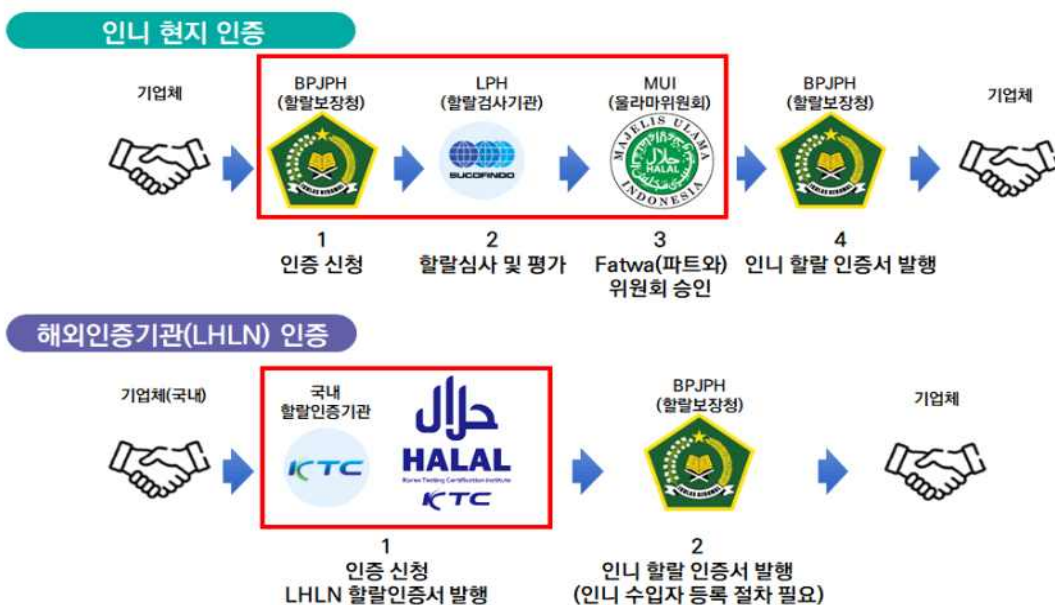 인니 현지 인증
기업체
BPJPH
(할랄보장청)
LPH
(할랄검사기관)
SUCOFINDO
MUI
(울라마위원회)
MAJELIS ULAMA
حلال
HALAL
INDONESIA
BPJPH
(할랄보장청)
기업체
1
인증 신청
2
할랄심사 및 평가
3
Fatwa(파트와)
위원회 승인
4
인니 할랄 인증서 발행
해외인증기관(LHLN) 인증
기업체(국내)
국내
할랄인증기관
KTC
حلال
HALAL
Korea Testing Certification Institute
KTC
BPJPH
(할랄보장청)
기업체
1
인증 신청
LHLN 할랄인증서 발행
2
인니 할랄 인증서 발행
(인니 수입자 등록 절차 필요)